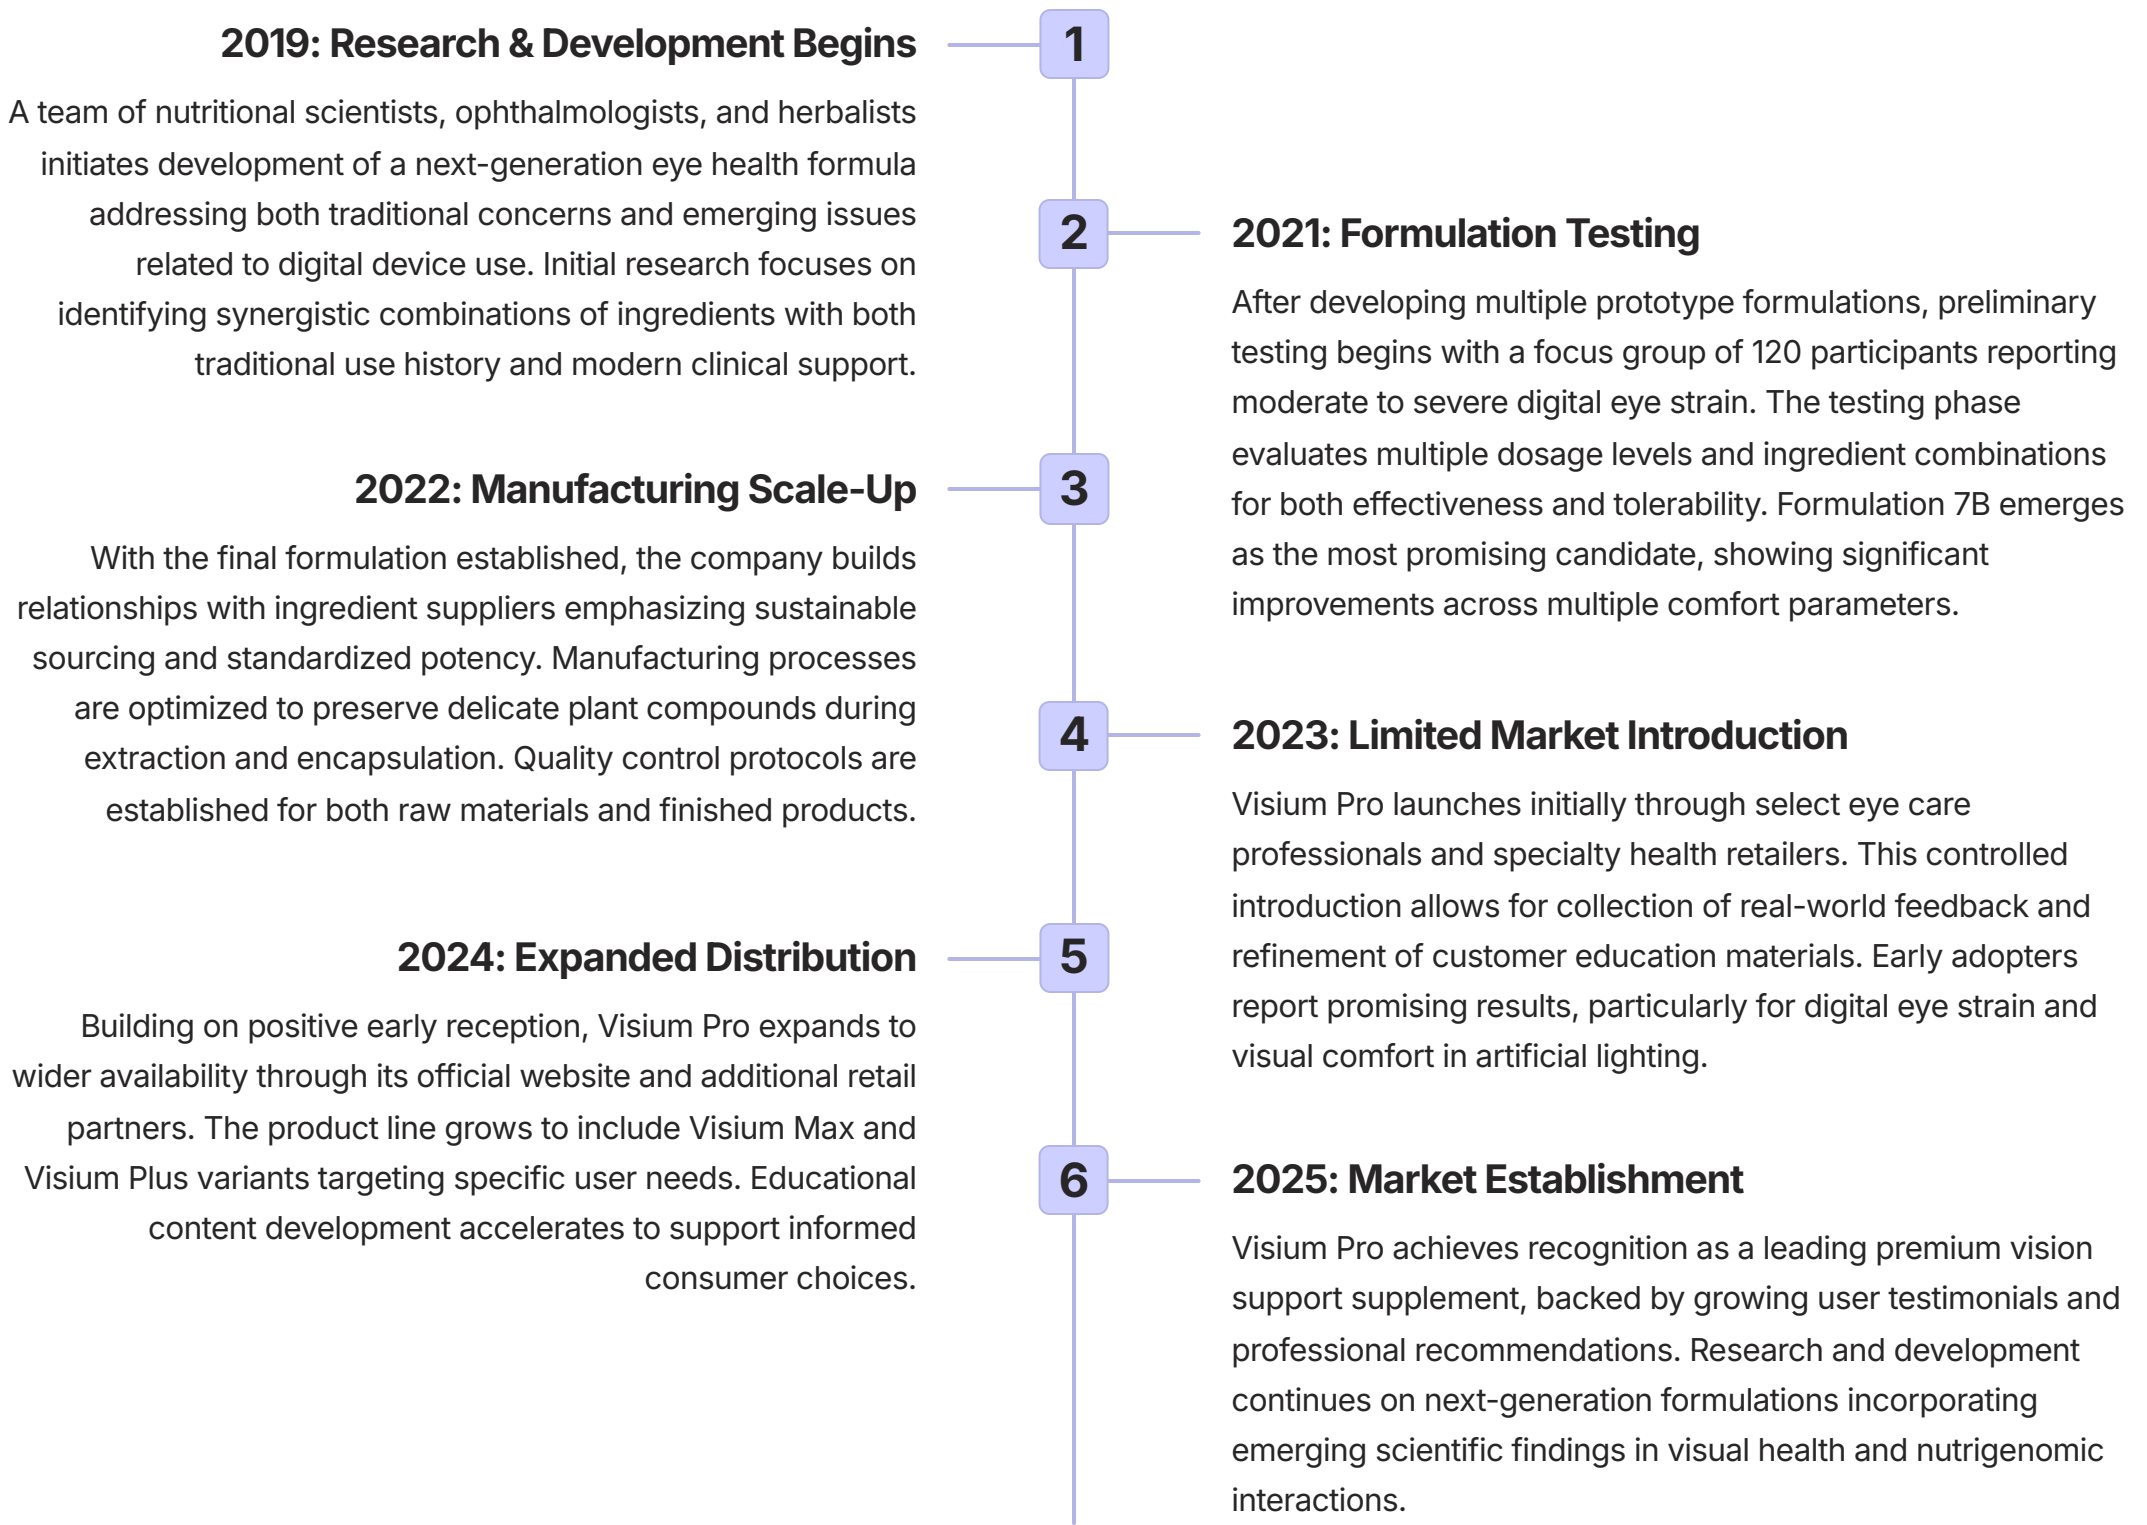 1
2019: Research & Development Begins
A team of nutritional scientists, ophthalmologists, and herbalists
initiates development of a next-generation eye health formula
addressing both traditional concerns and emerging issues
related to digital device use. Initial research focuses on
identifying synergistic combinations of ingredients with both
traditional use history and modern clinical support.
2
2021: Formulation Testing
After developing multiple prototype formulations, preliminary
testing begins with a focus group of 120 participants reporting
moderate to severe digital eye strain. The testing phase
evaluates multiple dosage levels and ingredient combinations
for both effectiveness and tolerability. Formulation 7B emerges
as the most promising candidate, showing significant
improvements across multiple comfort parameters.
3
2022: Manufacturing Scale-Up
With the final formulation established, the company builds
relationships with ingredient suppliers emphasizing sustainable
sourcing and standardized potency. Manufacturing processes
are optimized to preserve delicate plant compounds during
extraction and encapsulation. Quality control protocols are
established for both raw materials and finished products.
4
2023: Limited Market Introduction
Visium Pro launches initially through select eye care
professionals and specialty health retailers. This controlled
introduction allows for collection of real-world feedback and
refinement of customer education materials. Early adopters
report promising results, particularly for digital eye strain and
visual comfort in artificial lighting.
5
2024: Expanded Distribution
Building on positive early reception, Visium Pro expands to
wider availability through its official website and additional retail
partners. The product line grows to include Visium Max and
Visium Plus variants targeting specific user needs. Educational
content development accelerates to support informed
consumer choices.
6
2025: Market Establishment
Visium Pro achieves recognition as a leading premium vision
support supplement, backed by growing user testimonials and
professional recommendations. Research and development
continues on next-generation formulations incorporating
emerging scientific findings in visual health and nutrigenomic
interactions.